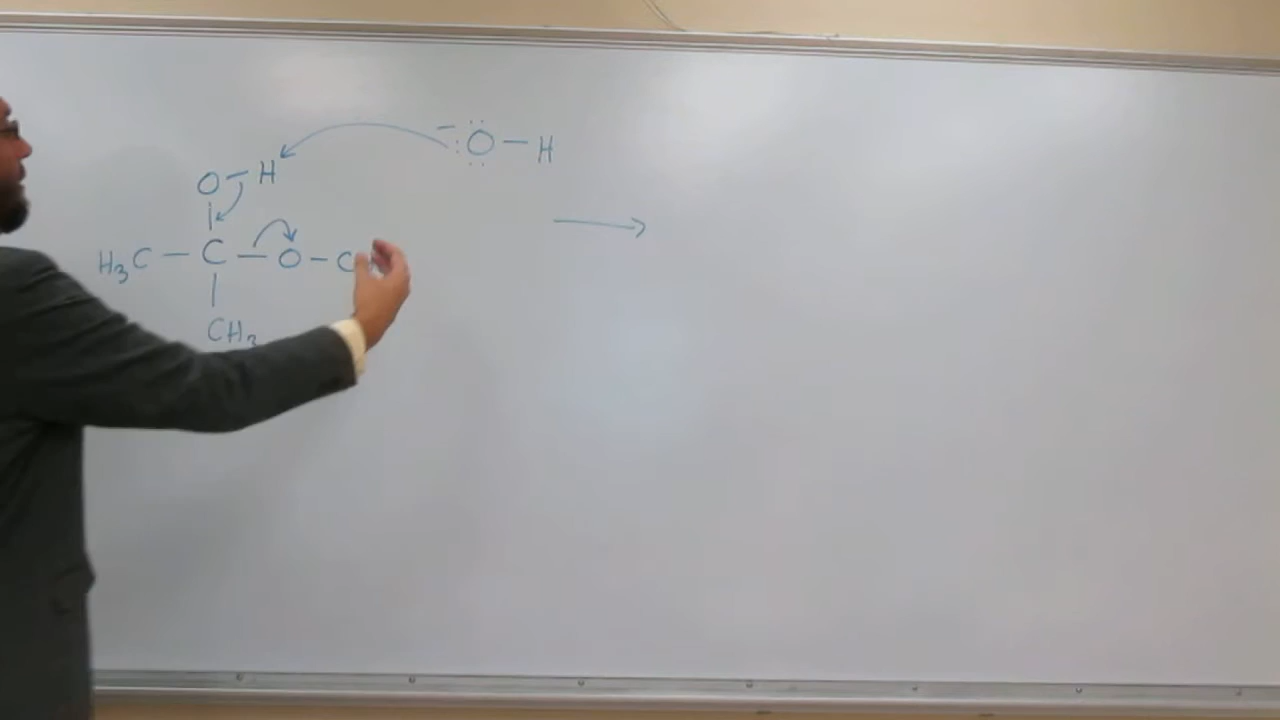 − :Ö − H
O − H
H₃C − C − O − C
CH₃